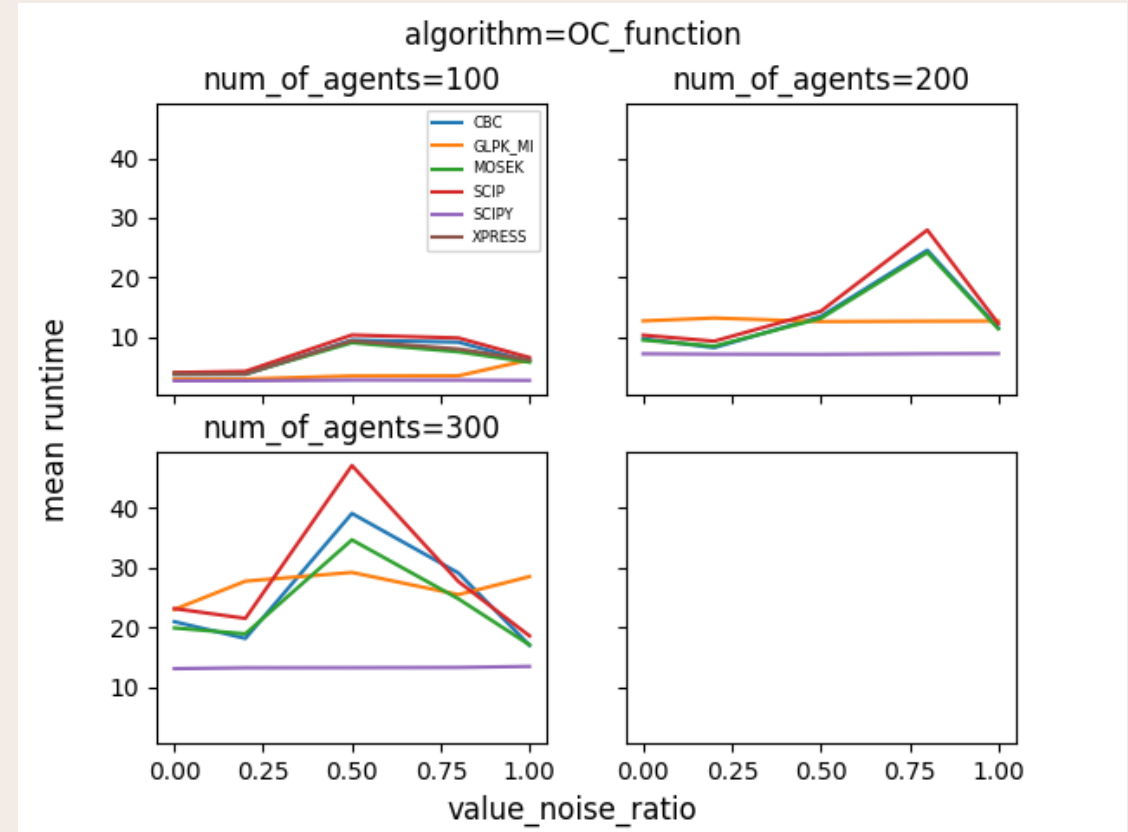 algorithm=OC_function
num_of_agents=100
num_of_agents=200
CBC
GLPK_MI
MOSEK
SCIP
SCIPY
XPRESS
40
30
20
10
mean runtime
num_of_agents=300
40
30
20
10
0.00 0.25 0.50 0.75 1.00
0.00 0.25 0.50 0.75 1.00
value_noise_ratio